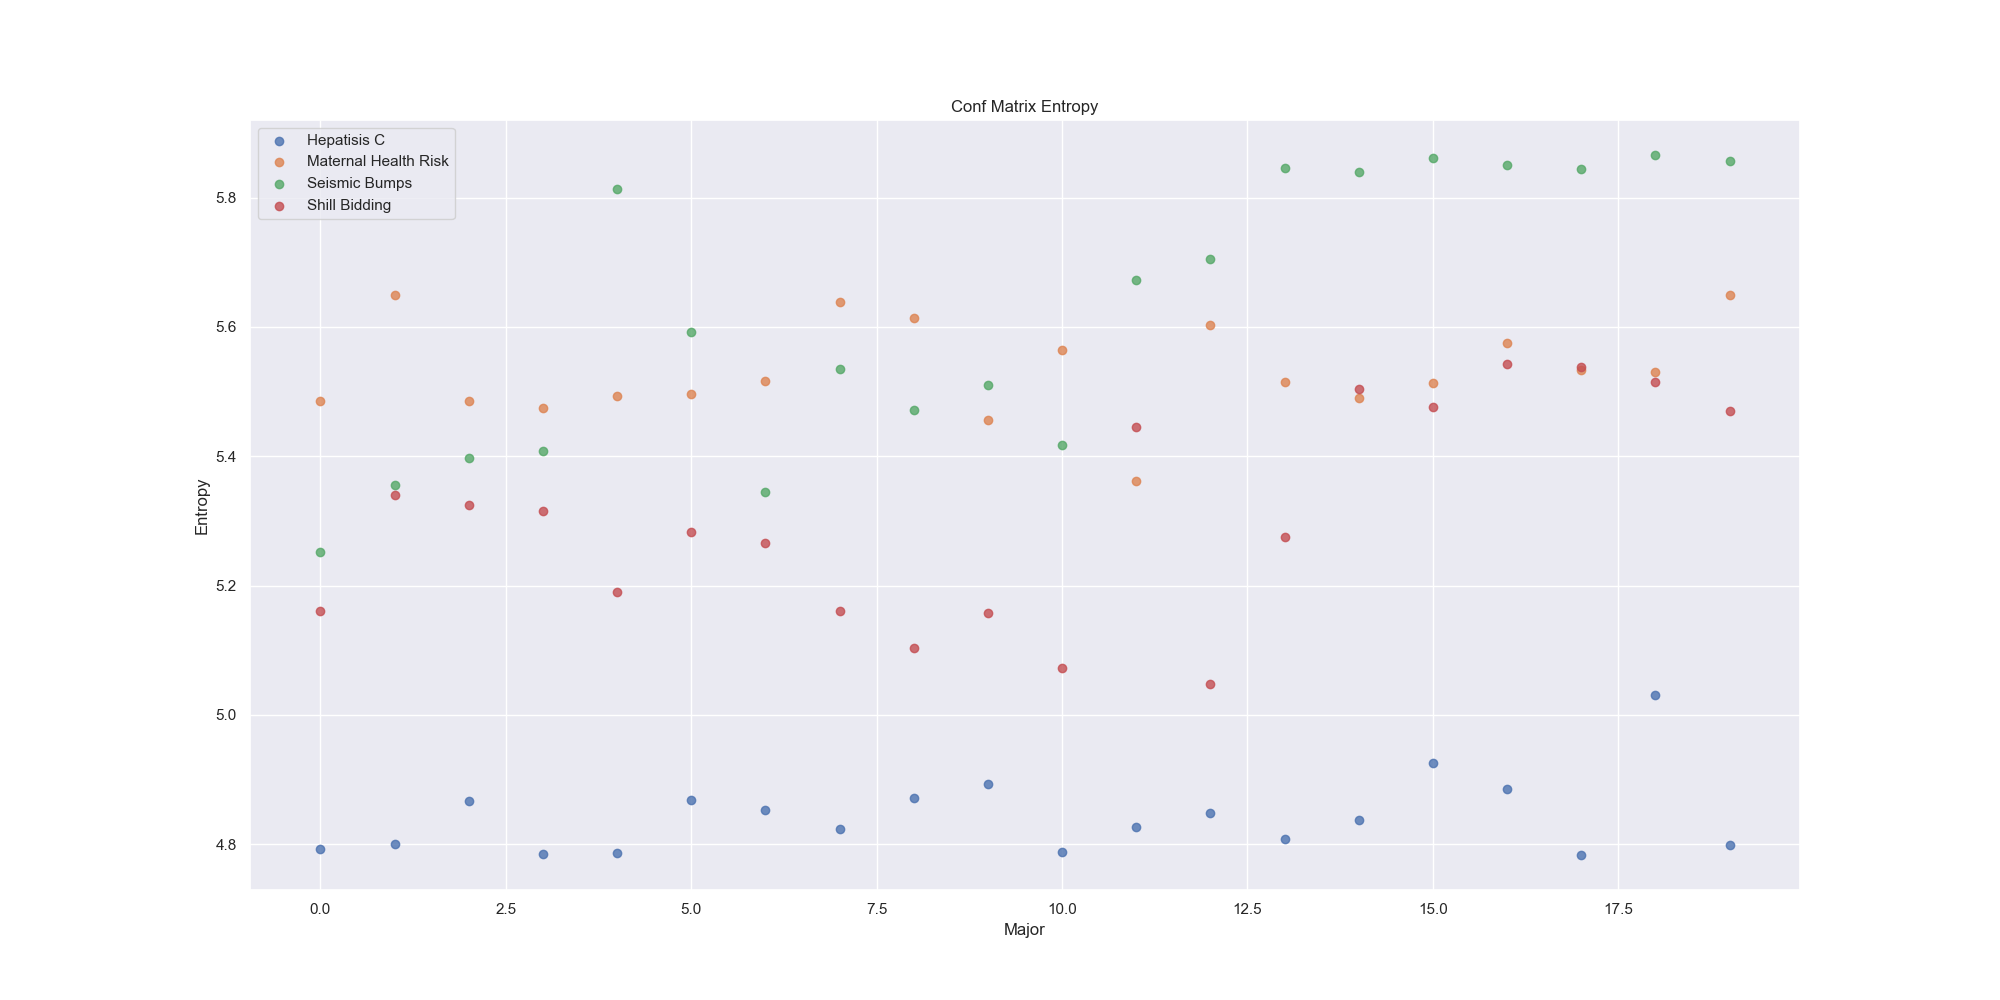 Conf Matrix Entropy
Hepatisis C
Maternal Health Risk
Seismic Bumps
Shill Bidding
5.8
5.6
5.4
5.2
5.0
4.8
Entropy
0.0 2.5 5.0 7.5 10.0 12.5 15.0 17.5
Major